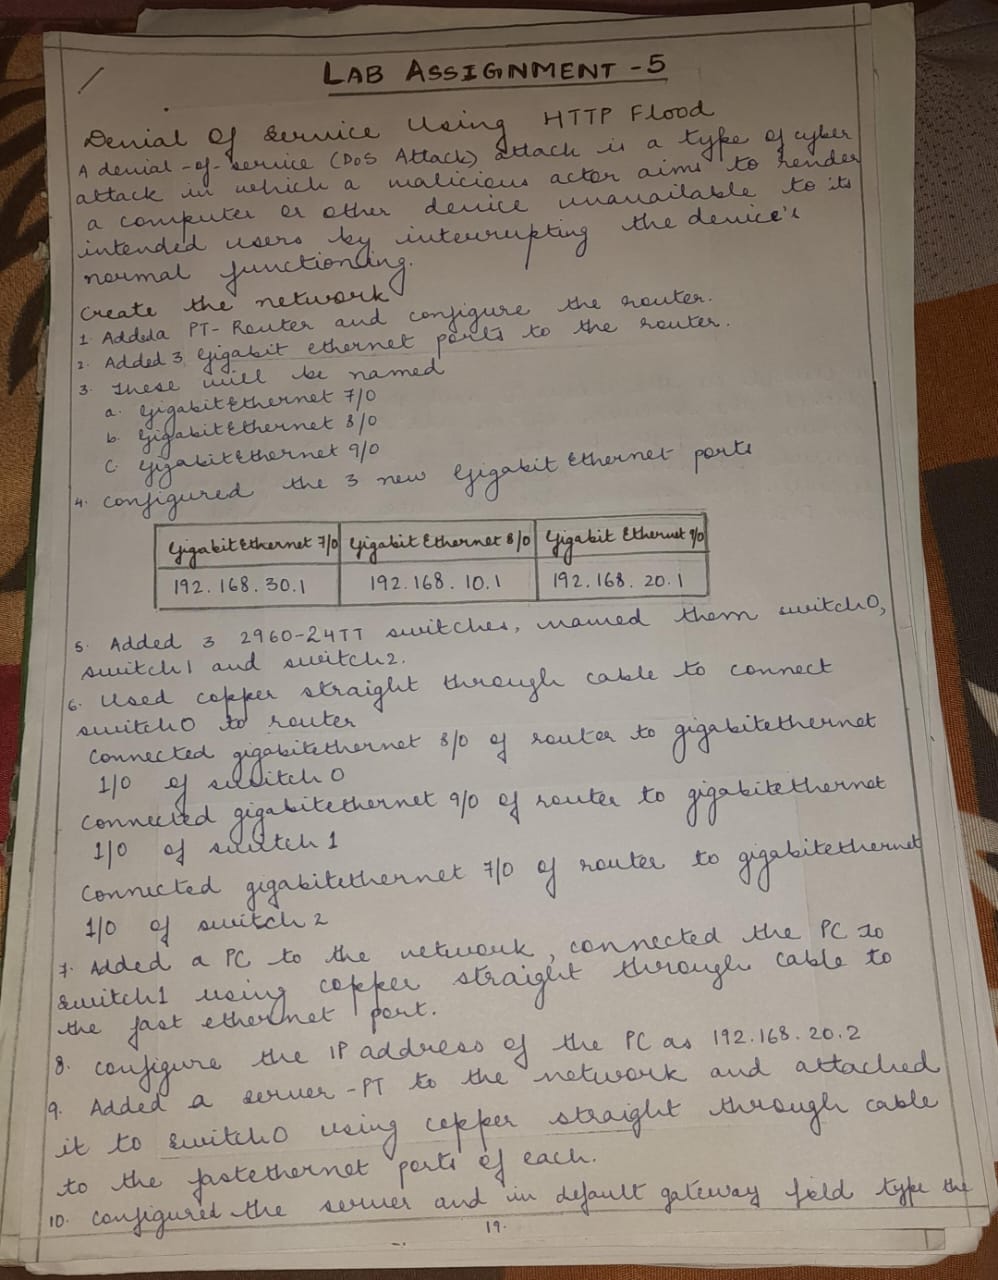 LAB ASSIGNMENT - 5
Denial Of Service Using HTTP Flood
A denial-of-service (DoS Attack) attack is a type of cyber
attack in which a malicious actor aims to render
a computer or other device unavailable to its
intended users by interrupting the device's
normal functioning.
Create the network
1. Added a PT-Router and configure the router.
2. Added 3 Gigabit ethernet ports to the router.
3. These will be named
a. GigabitEthernet 7/0
b. GigabitEthernet 8/0
c. GigabitEthernet 9/0
4. Configured the 3 new Gigabit Ethernet ports
GigabitEthernet 7/0 Gigabit Ethernet 8/0 Gigabit Ethernet 9/0
192.168.30.1 192.168.10.1 192.168.20.1
5. Added 3 2960-24TT switches, named them switch0,
switch1 and switch2.
6. Used copper straight through cable to connect
switch0 to router
Connected gigabitethernet 8/0 of router to gigabitethernet
1/0 of switch 0
Connected gigabitethernet 9/0 of router to gigabitethernet
1/0 of switch 1
Connected gigabitethernet 7/0 of router to gigabitethernet
1/0 of switch 2
7. Added a PC to the network, connected the PC to
switch1 using copper straight through cable to
the fast ethernet port.
8. Configure the IP address of the PC as 192.168.20.2
9. Added a server-PT to the network and attached
it to switch0 using copper straight through cable
to the fastethernet ports of each.
10. Configured the server and in default gateway field type the
19.